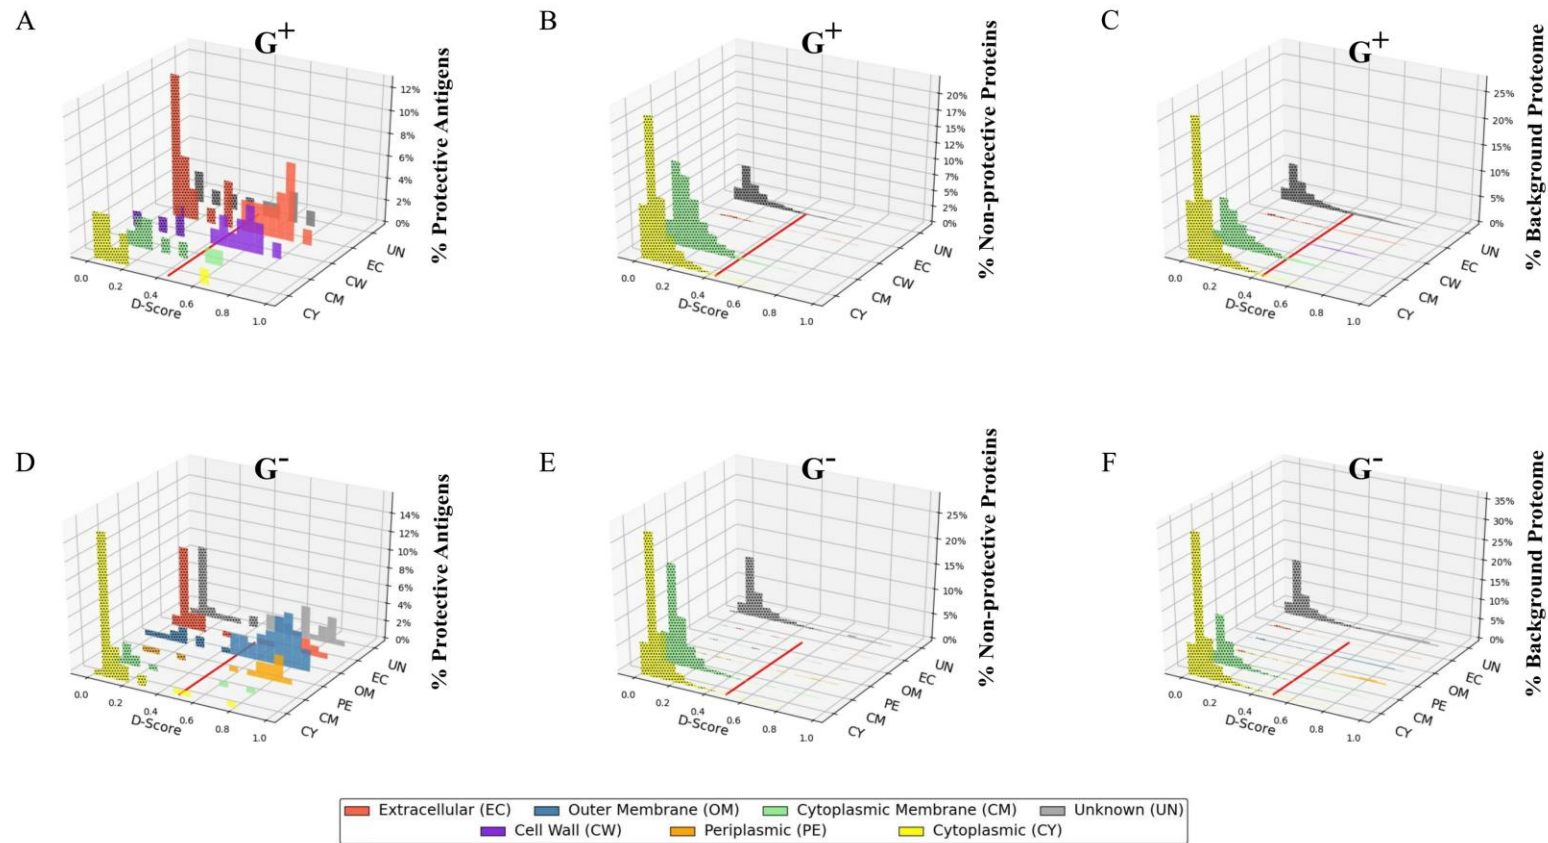 A
G+
12%
10%
8%
6%
4%
2%
0%
% Protective Antigens
0.0
0.2
0.4
0.6
0.8
1.0
D-Score
UN
EC
CW
CM
CY
B
G+
20%
17%
15%
12%
10%
7%
5%
2%
0%
% Non-protective Proteins
0.0
0.2
0.4
0.6
0.8
1.0
D-Score
UN
EC
CW
CM
CY
C
G+
25%
20%
15%
10%
5%
0%
% Background Proteome
0.0
0.2
0.4
0.6
0.8
1.0
D-Score
UN
EC
CW
CM
CY
D
G-
14%
12%
10%
8%
6%
4%
2%
0%
% Protective Antigens
0.0
0.2
0.4
0.6
0.8
1.0
D-Score
UN
EC
OM
PE
CM
CY
E
G-
25%
20%
15%
10%
5%
0%
% Non-protective Proteins
0.0
0.2
0.4
0.6
0.8
1.0
D-Score
UN
EC
OM
PE
CM
CY
F
G-
35%
30%
25%
20%
15%
10%
5%
0%
% Background Proteome
0.0
0.2
0.4
0.6
0.8
1.0
D-Score
UN
EC
OM
PE
CM
CY
Extracellular (EC) Outer Membrane (OM) Cytoplasmic Membrane (CM) Unknown (UN)
Cell Wall (CW) Periplasmic (PE) Cytoplasmic (CY)